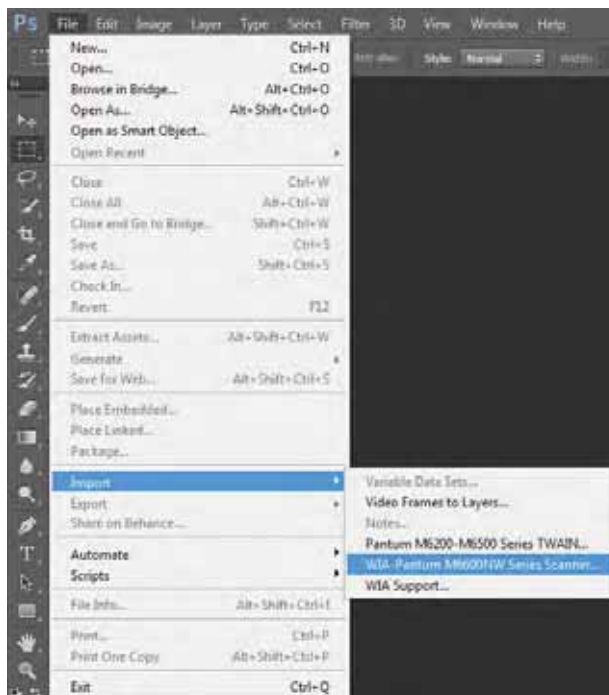 Ps File Edit Image Layer Type Select Filter 3D View Window Help
Style: Normal Width:
New... Ctrl+N
Open... Ctrl+O
Browse in Bridge... Alt+Ctrl+O
Open As... Alt+Shift+Ctrl+O
Open as Smart Object...
Open Recent
Close Ctrl+W
Close All Alt+Ctrl+W
Close and Go to Bridge... Shift+Ctrl+W
Save Ctrl+S
Save As... Shift+Ctrl+S
Check In...
Revert F12
Extract Assets... Alt+Shift+Ctrl+W
Generate
Save for Web... Alt+Shift+Ctrl+S
Place Embedded...
Place Linked...
Package...
Import
Variable Data Sets...
Export
Video Frames to Layers...
Share on Behance...
Notes...
Pantum M6200-M6500 Series TWAIN...
Automate
WIA-Pantum M6600NW Series Scanner...
Scripts
WIA Support...
File Info... Alt+Shift+Ctrl+I
Print... Ctrl+P
Print One Copy Alt+Shift+Ctrl+P
Exit Ctrl+Q